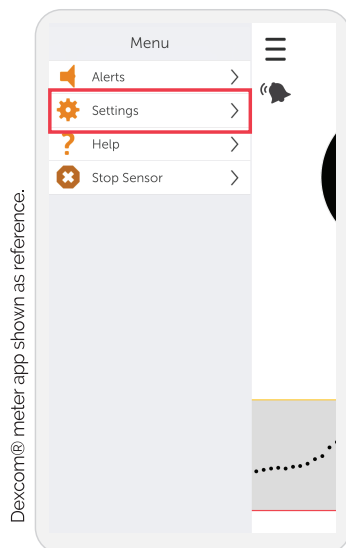 Menu
Alerts
Settings
Help
Stop Sensor
Dexcom® meter app shown as reference.